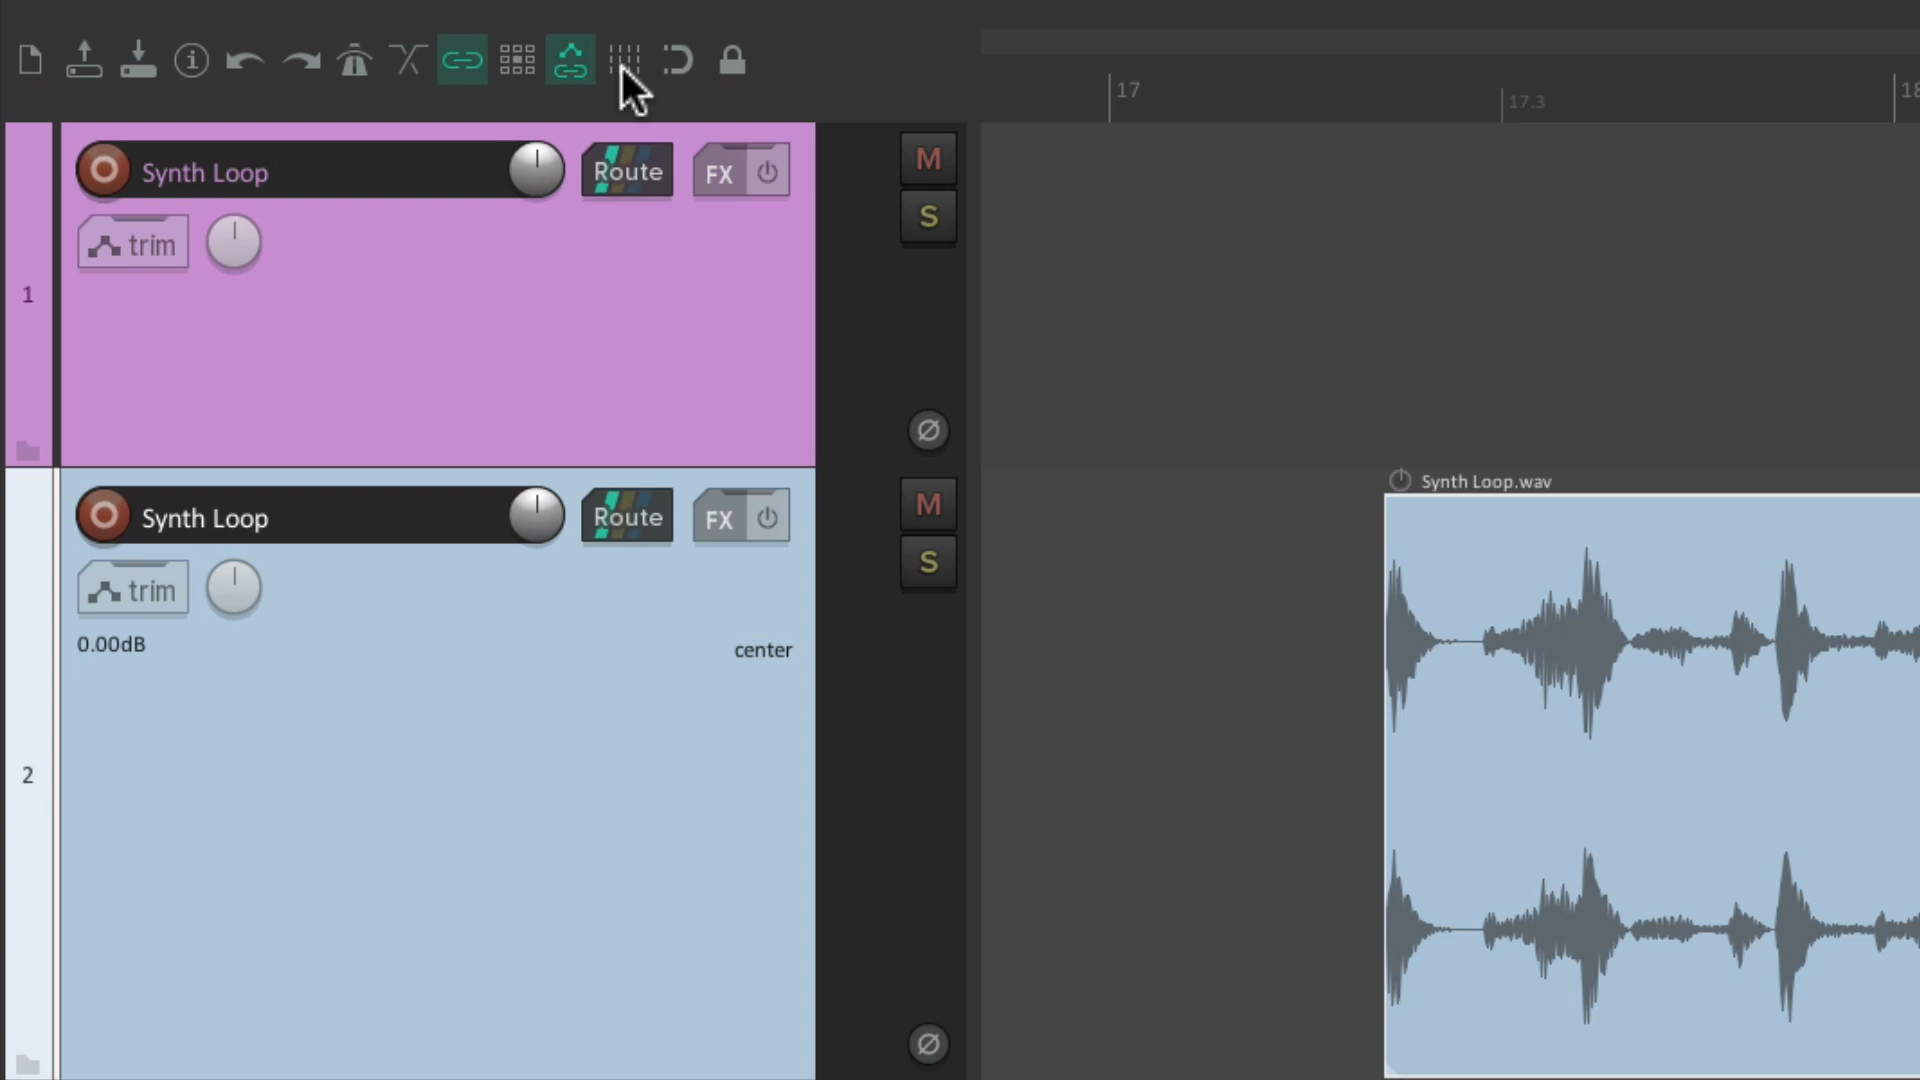 17
17.3
18
1
Synth Loop
Route
FX
M
S
trim
Synth Loop.wav
2
Synth Loop
Route
FX
M
S
trim
0.00dB
center